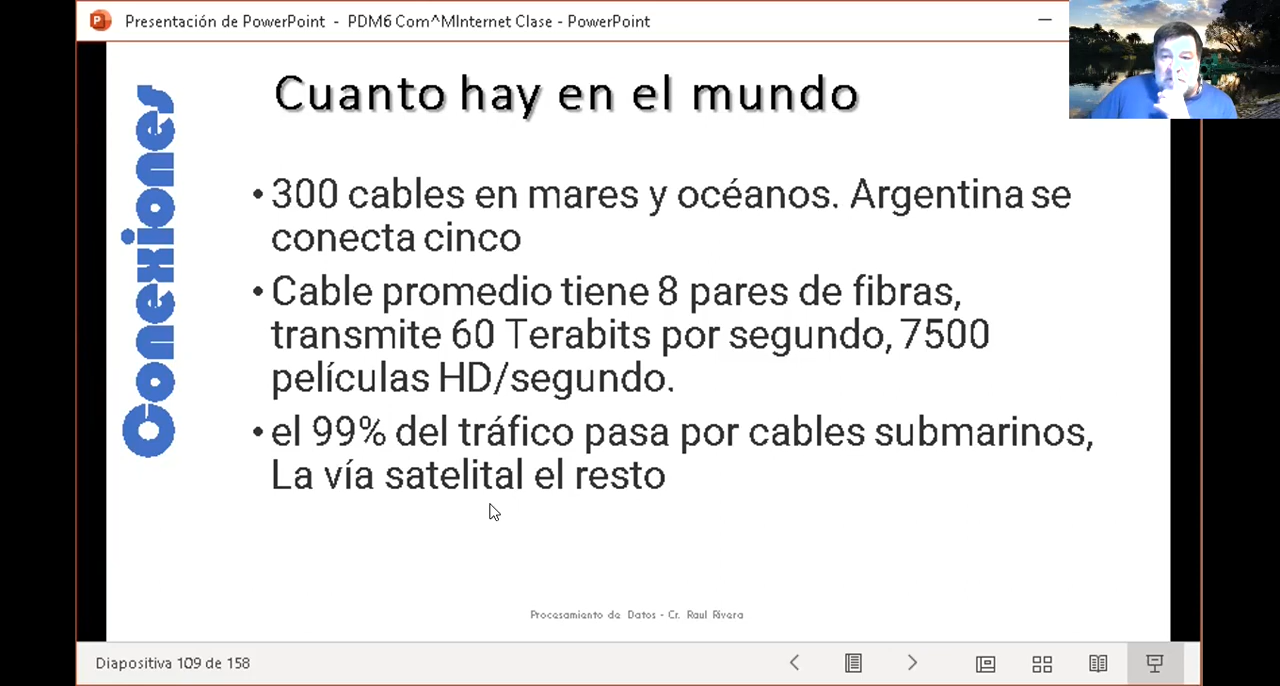 Presentación de PowerPoint - PDM6 Com^MInternet Clase - PowerPoint
Conexiones
Cuanto hay en el mundo
• 300 cables en mares y océanos. Argentina se
conecta cinco
• Cable promedio tiene 8 pares de fibras,
transmite 60 Terabits por segundo, 7500
películas HD/segundo.
• el 99% del tráfico pasa por cables submarinos,
La vía satelital el resto
Procesamiento de Datos - Cr. Raul Rivera
Diapositiva 109 de 158